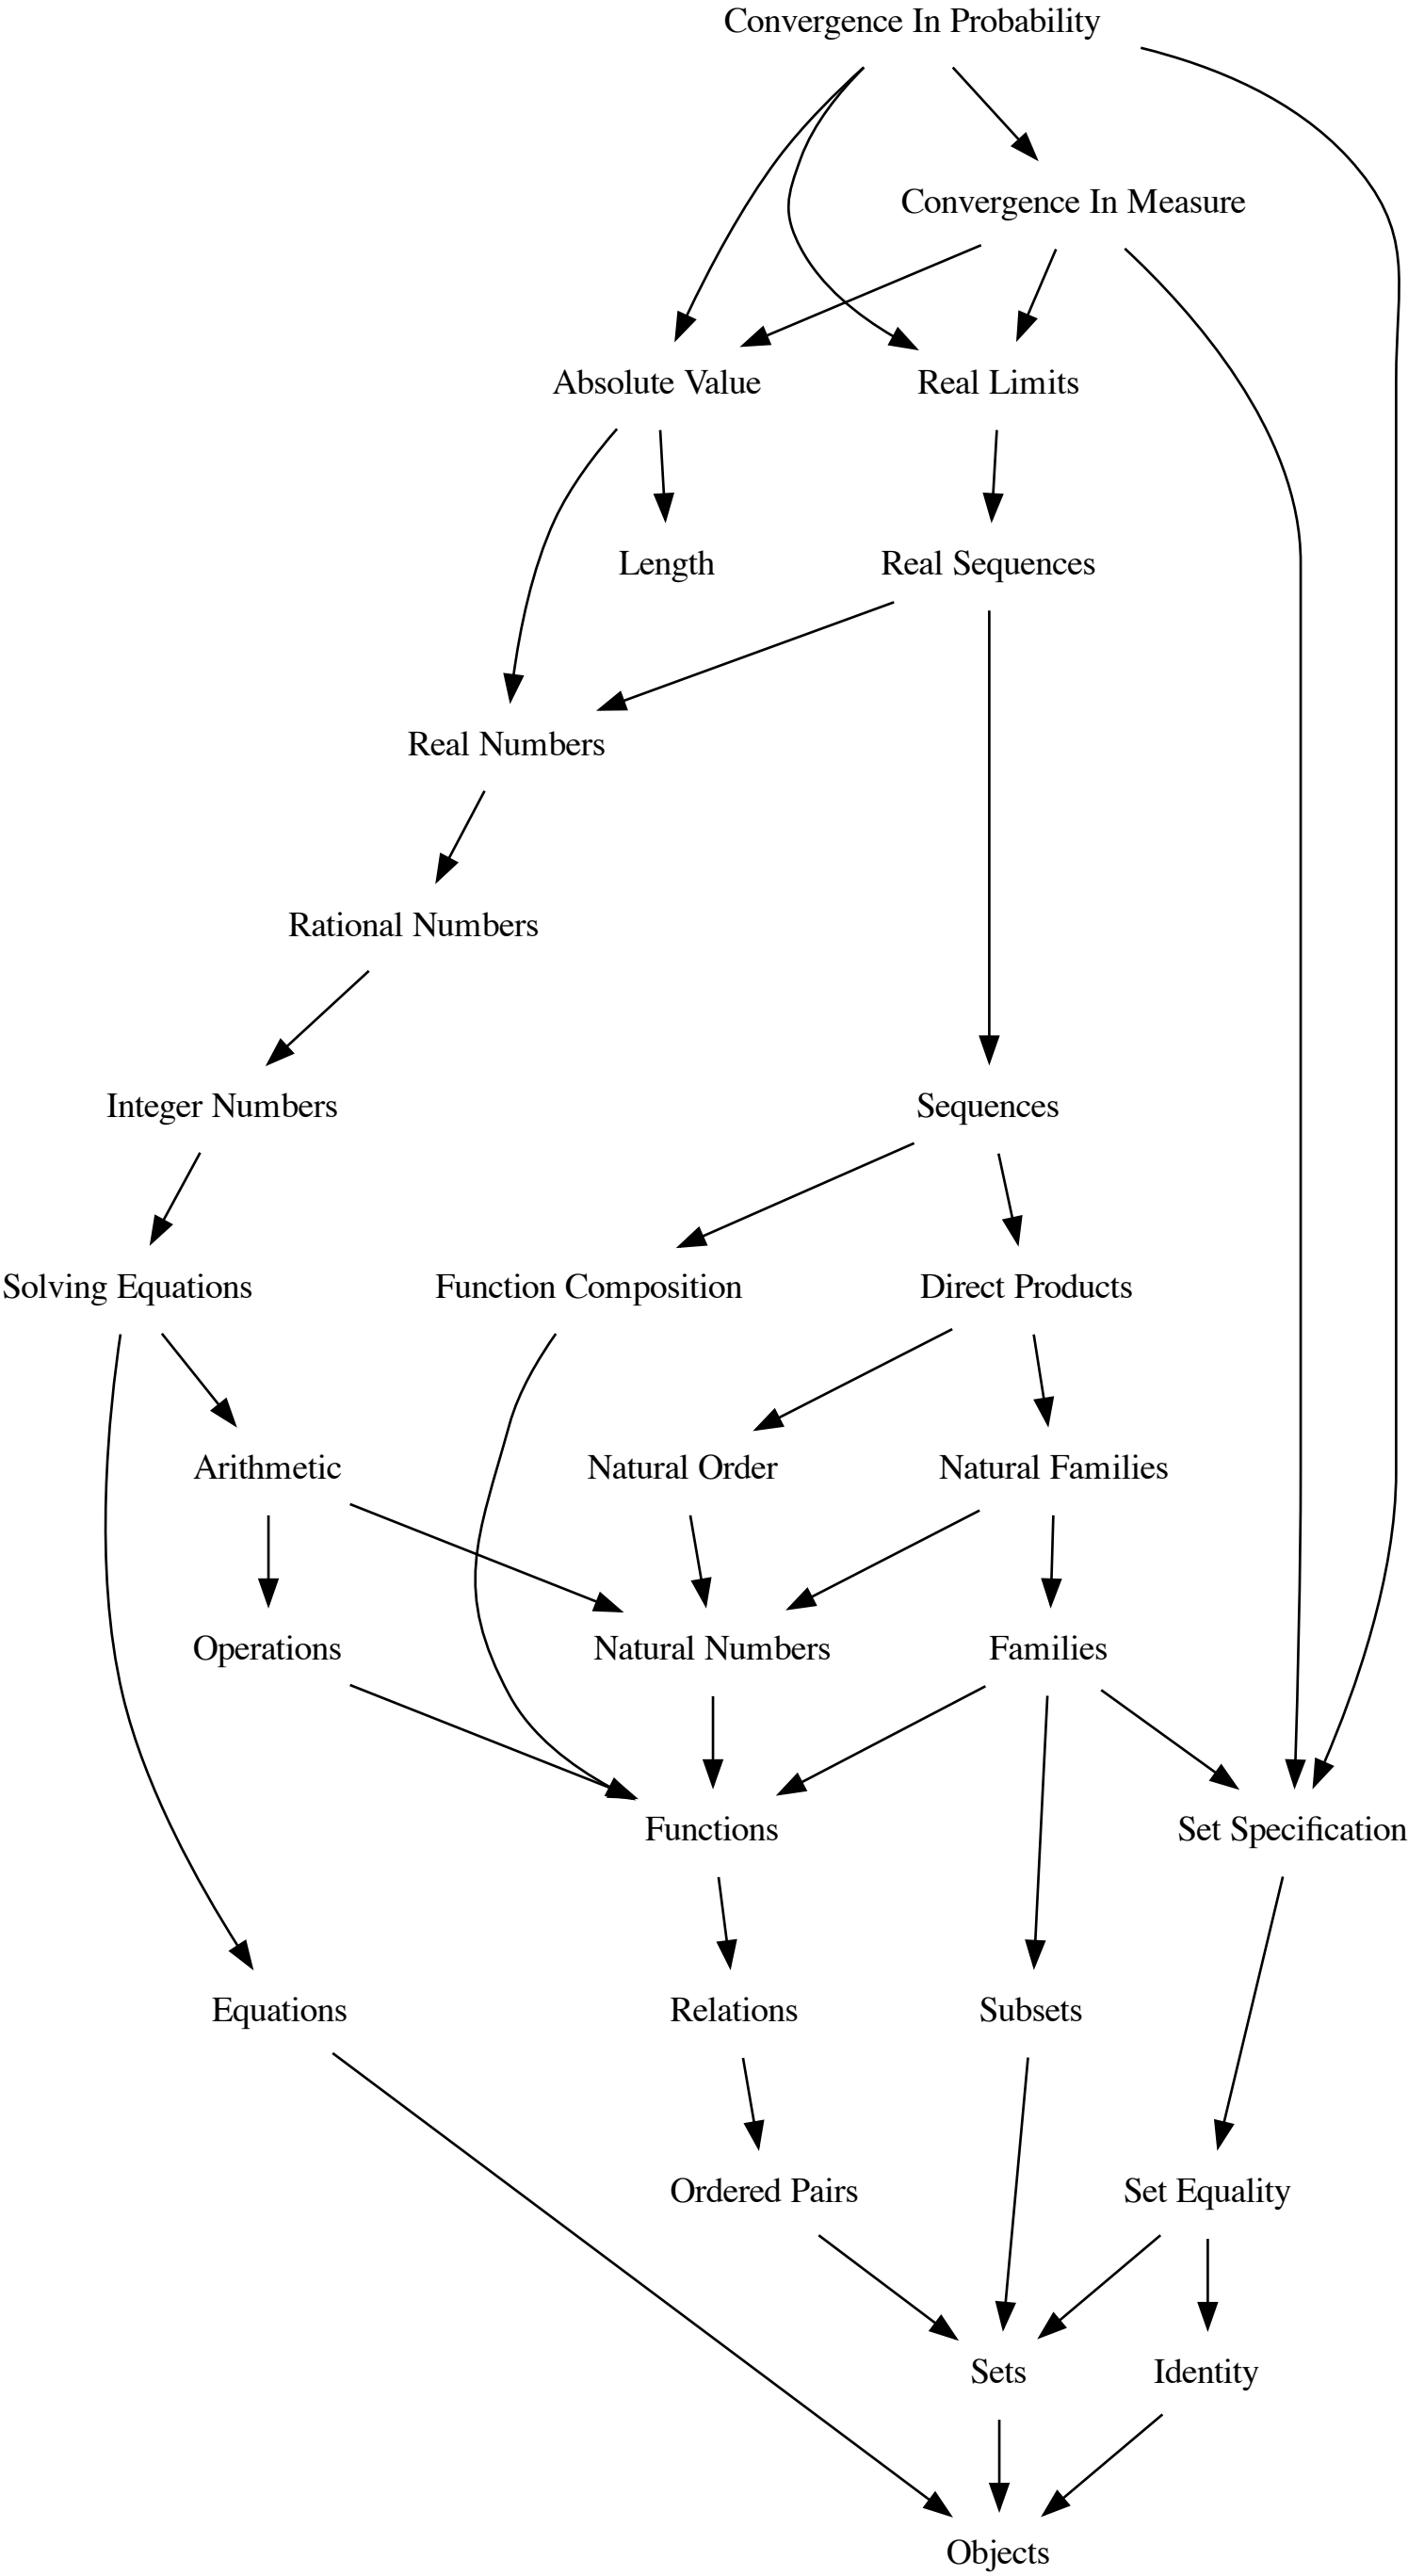 Convergence In Probability
Convergence In Measure
Absolute Value
Real Limits
Length
Real Sequences
Real Numbers
Rational Numbers
Integer Numbers
Sequences
Solving Equations
Function Composition
Direct Products
Arithmetic
Natural Order
Natural Families
Operations
Natural Numbers
Families
Functions
Set Specification
Equations
Relations
Subsets
Ordered Pairs
Set Equality
Sets
Identity
Objects